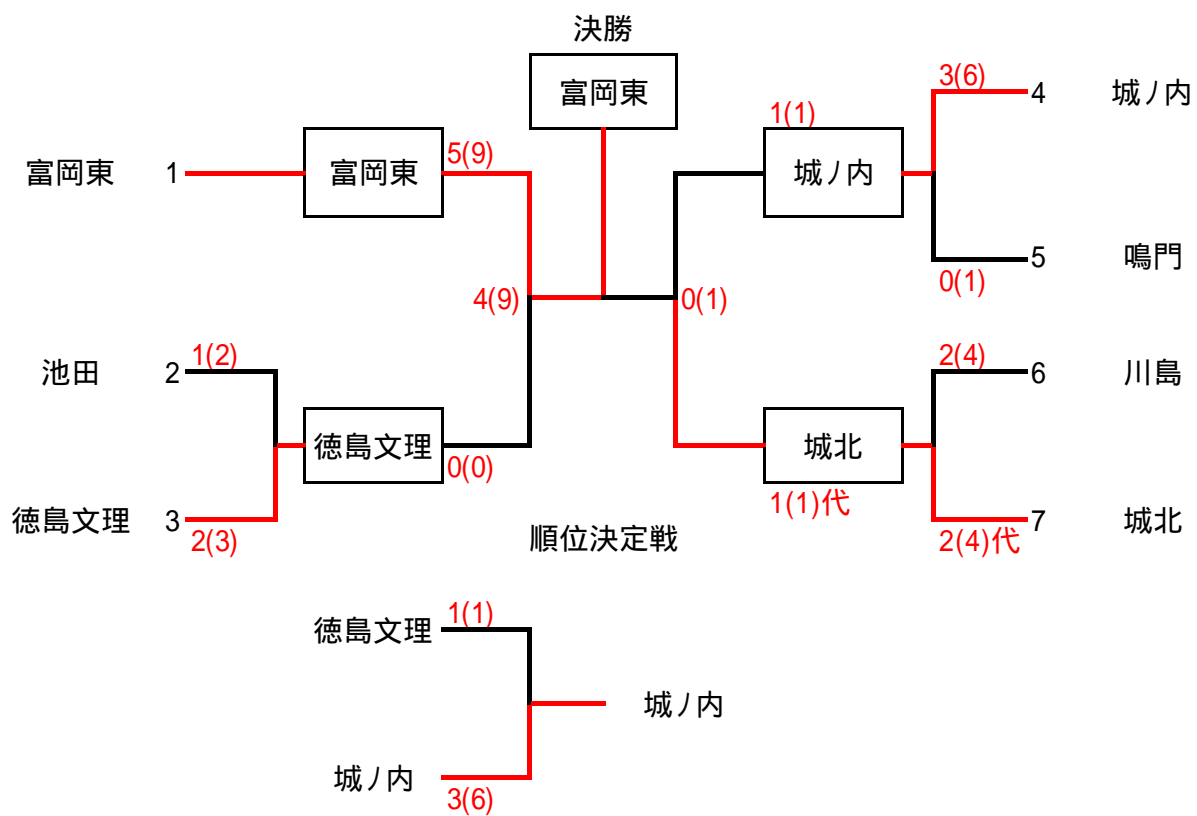 決勝
富岡東
富岡東 1
富岡東
5(9)
1(1)
城ノ内
3(6)
4 城ノ内
5 鳴門
0(1)
4(9)
0(1)
池田 2
1(2)
徳島文理
0(0)
徳島文理 3
2(3)
城北
1(1)代
2(4)
6 川島
7 城北
2(4)代
順位決定戦
徳島文理
1(1)
城ノ内
城ノ内
3(6)